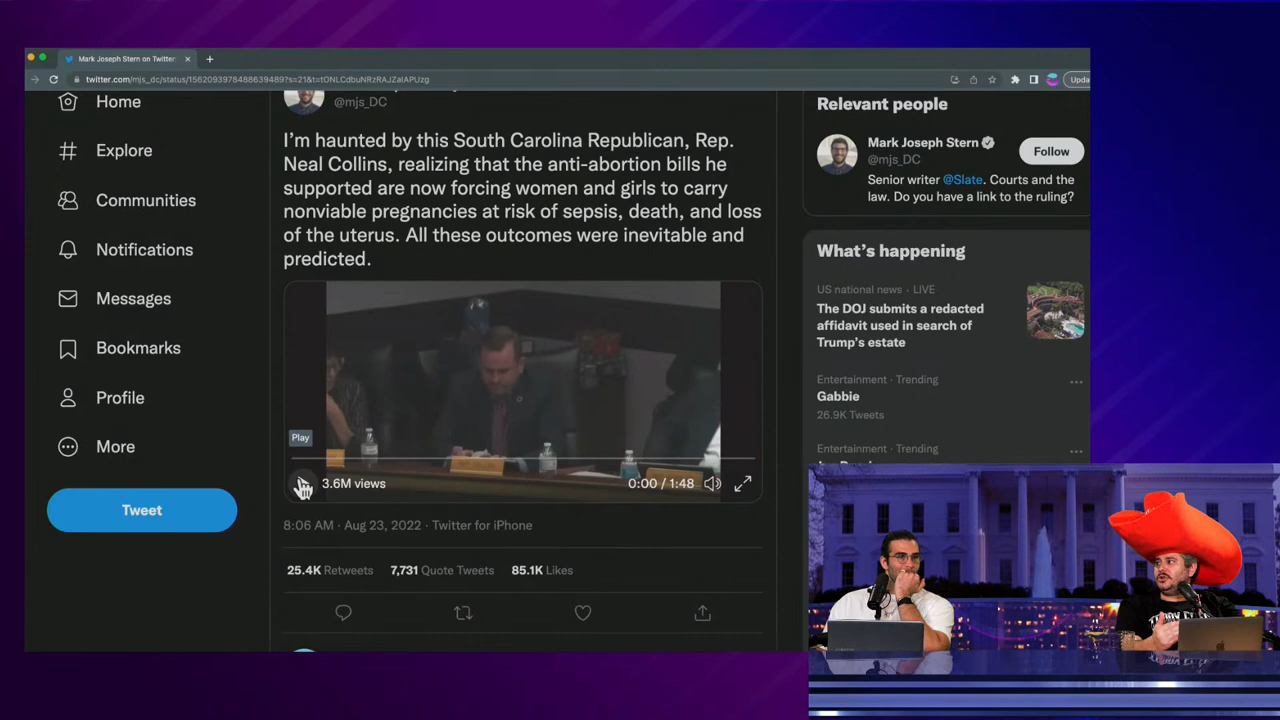 Mark Joseph Stern on Twitter
twitter.com/mjs_dc/status/1562093978488639489?s=21&t=tONLCdbuNRzRAJZaIAPUzg
Upda
Home
Explore
Communities
Notifications
Messages
Bookmarks
Profile
More
Tweet
@mjs_DC
I'm haunted by this South Carolina Republican, Rep.
Neal Collins, realizing that the anti-abortion bills he
supported are now forcing women and girls to carry
nonviable pregnancies at risk of sepsis, death, and loss
of the uterus. All these outcomes were inevitable and
predicted.
Play
3.6M views
0:00 / 1:48
8:06 AM · Aug 23, 2022 · Twitter for iPhone
25.4K Retweets 7,731 Quote Tweets 85.1K Likes
Relevant people
Mark Joseph Stern
@mjs_DC
Follow
Senior writer @Slate. Courts and the
law. Do you have a link to the ruling?
What's happening
US national news · LIVE
The DOJ submits a redacted
affidavit used in search of
Trump's estate
Entertainment · Trending
Gabbie
26.9K Tweets
Entertainment · Trending